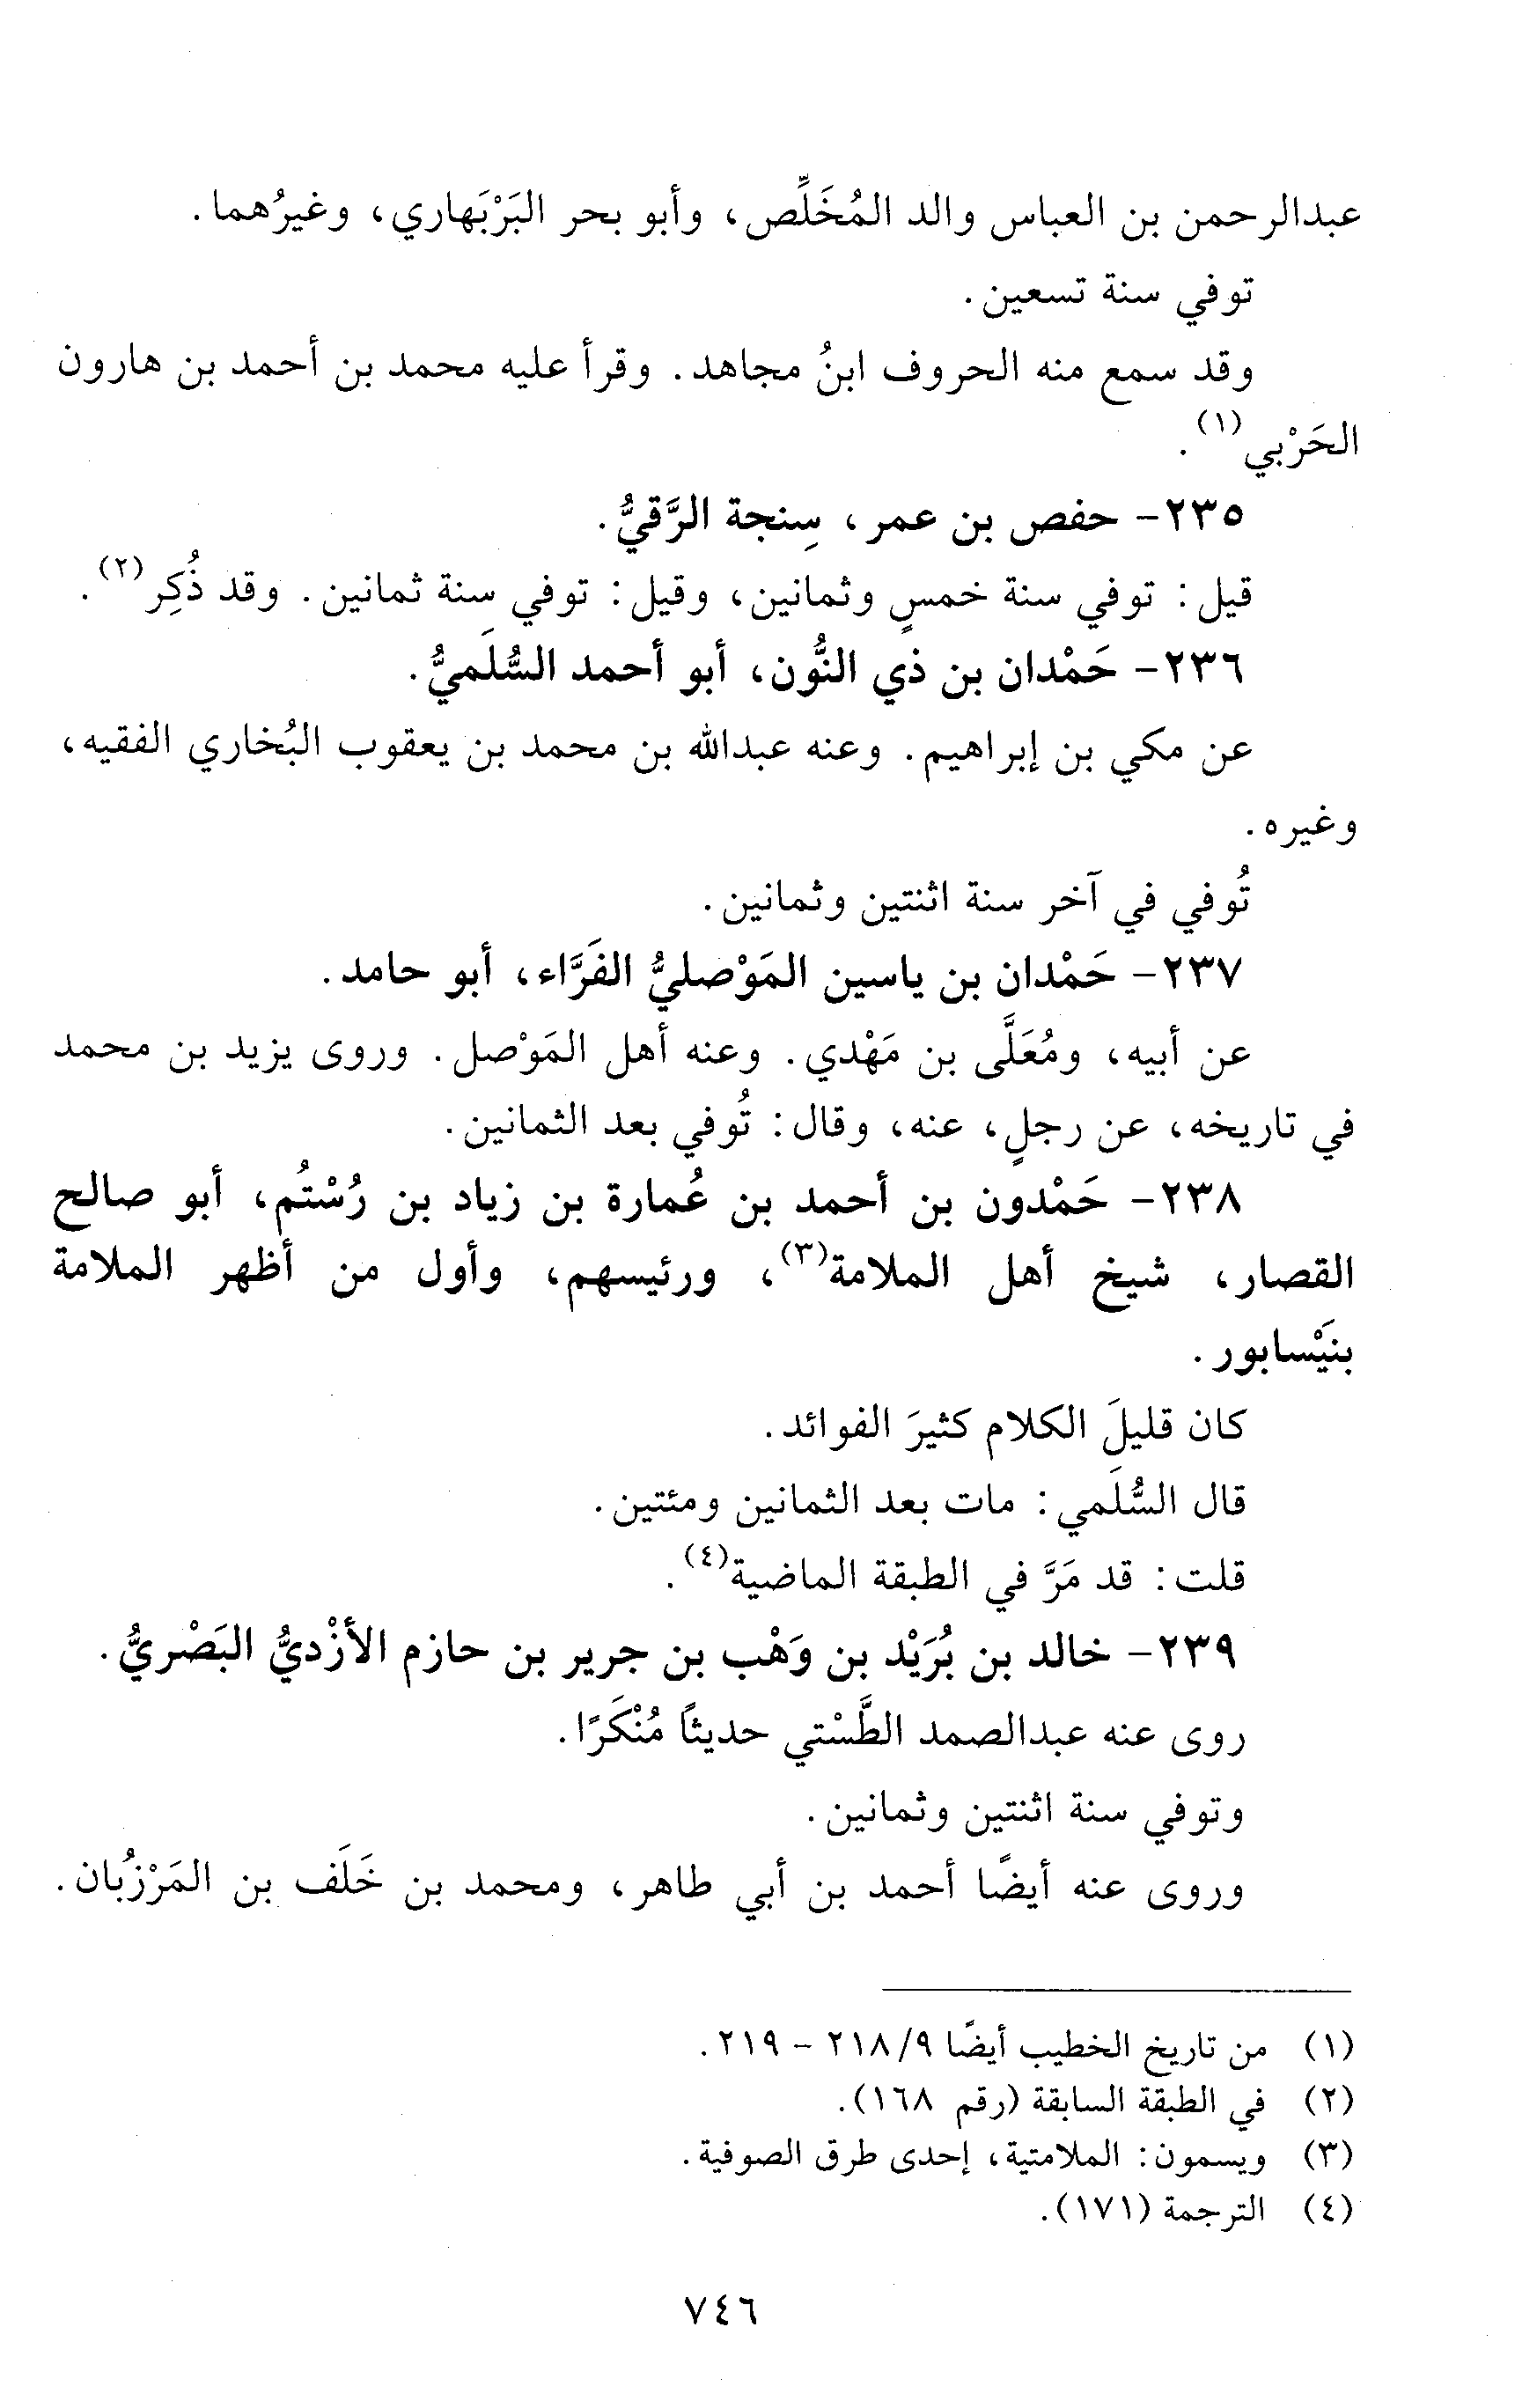 عبدالرحمن بن العباس والد المُخَلِّص، وأبو بحر البَرْبَهاري، وغيرُهما.
توفي سنة تسعين.
وقد سمع منه الحروف ابنُ مجاهد. وقرأ عليه محمد بن أحمد بن هارون
الحَرْبي(١).
٢٣٥- حفص بن عمر، سِنجة الرَّقيُّ.
قيل: توفي سنة خمسٍ وثمانين، وقيل: توفي سنة ثمانين. وقد ذُكِر(٢).
٢٣٦- حَمْدان بن ذي النُّون، أبو أحمد السُّلَميُّ.
عن مكي بن إبراهيم. وعنه عبدالله بن محمد بن يعقوب البُخاري الفقيه،
وغيره.
تُوفي في آخر سنة اثنتين وثمانين.
٢٣٧- حَمْدان بن ياسين المَوْصليُّ الفَرَّاء، أبو حامد.
عن أبيه، ومُعَلَّى بن مَهْدي. وعنه أهل المَوْصل. وروى يزيد بن محمد
في تاريخه، عن رجلٍ، عنه، وقال: تُوفي بعد الثمانين.
٢٣٨- حَمْدون بن أحمد بن عُمارة بن زياد بن رُسْتُم، أبو صالح
القصار، شيخ أهل الملامة(٣)، ورئيسهم، وأول من أظهر الملامة
بنَيْسابور.
كان قليلَ الكلام كثيرَ الفوائد.
قال السُّلَمي: مات بعد الثمانين ومئتين.
قلت: قد مَرَّ في الطبقة الماضية(٤).
٢٣٩- خالد بن بُرَيْد بن وَهْب بن جرير بن حازم الأزْديُّ البَصْريُّ.
روى عنه عبدالصمد الطَّسْتي حديثاً مُنْكَرًا.
وتوفي سنة اثنتين وثمانين.
وروى عنه أيضًا أحمد بن أبي طاهر، ومحمد بن خَلَف بن المَرْزُبان.
(١) من تاريخ الخطيب أيضًا ٩/ ٢١٨ - ٢١٩.
(٢) في الطبقة السابقة (رقم ١٦٨).
(٣) ويسمون: الملامتية، إحدى طرق الصوفية.
(٤) الترجمة (١٧١).
٧٤٦